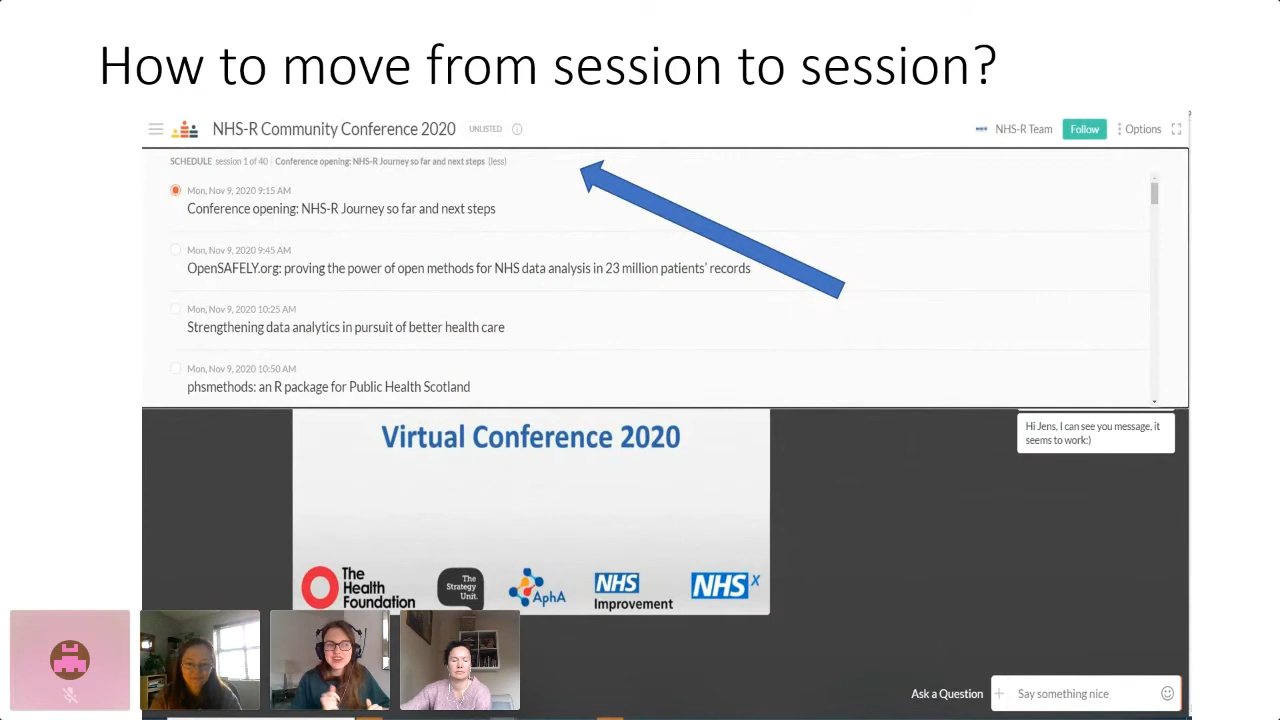 How to move from session to session?
NHS-R Community Conference 2020 UNLISTED
NHS-R Team Follow Options
SCHEDULE session 1 of 40 | Conference opening: NHS-R Journey so far and next steps (less)
Mon, Nov 9, 2020 9:15 AM
Conference opening: NHS-R Journey so far and next steps
Mon, Nov 9, 2020 9:45 AM
OpenSAFELY.org: proving the power of open methods for NHS data analysis in 23 million patients' records
Mon, Nov 9, 2020 10:25 AM
Strengthening data analytics in pursuit of better health care
Mon, Nov 9, 2020 10:50 AM
phsmethods: an R package for Public Health Scotland
Hi Jens, I can see you message, it
seems to work:)
Virtual Conference 2020
The
Health
Foundation
The
Strategy
Unit.
AphA
NHS
Improvement
NHSX
Ask a Question + Say something nice